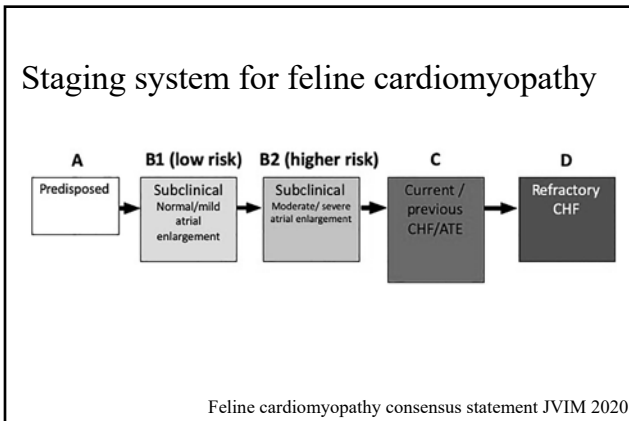 Staging system for feline cardiomyopathy
A
B1 (low risk)
B2 (higher risk)
C
D
Predisposed
Subclinical
Normal/mild
atrial
enlargement
Subclinical
Moderate/ severe
atrial enlargement
Current /
previous
CHF/ATE
Refractory
CHF
Feline cardiomyopathy consensus statement JVIM 2020